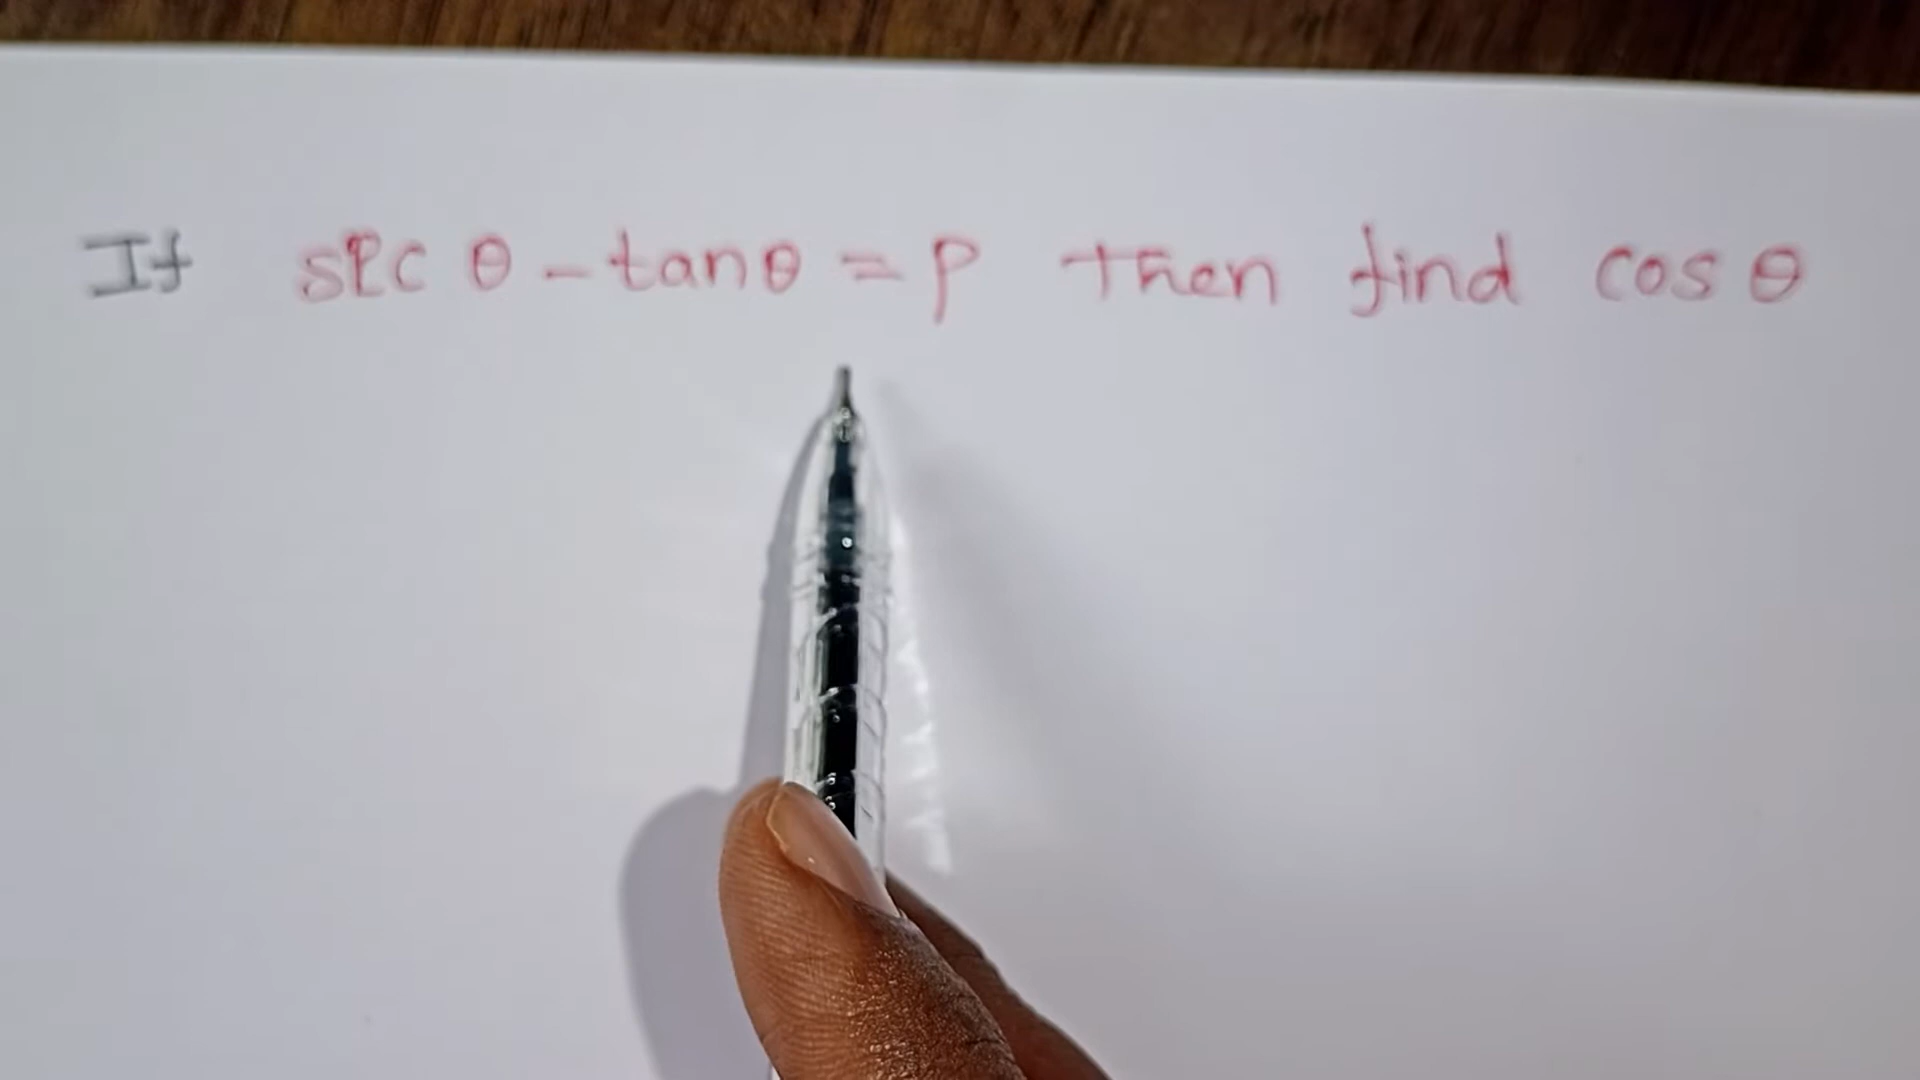 If sec θ - tan θ = p then find cos θ